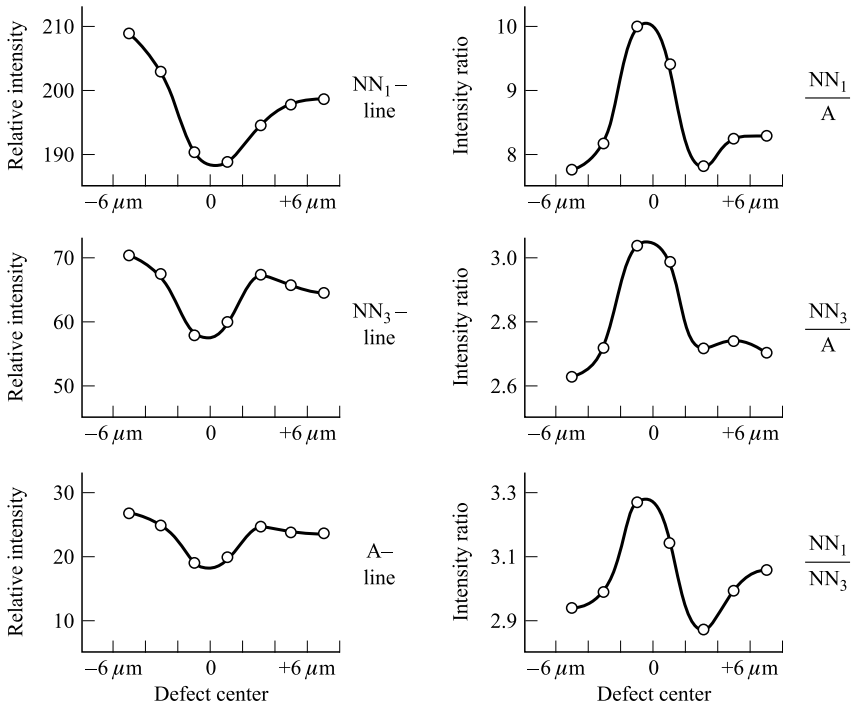 Relative intensity
210
200
190
−6 μm 0 +6 μm
NN₁−
line
Intensity ratio
10
9
8
−6 μm 0 +6 μm
NN₁
A
Relative intensity
70
60
50
−6 μm 0 +6 μm
NN₃−
line
Intensity ratio
3.0
2.8
2.6
−6 μm 0 +6 μm
NN₃
A
Relative intensity
30
20
10
−6 μm 0 +6 μm
Defect center
A−
line
Intensity ratio
3.3
3.1
2.9
−6 μm 0 +6 μm
Defect center
NN₁
NN₃